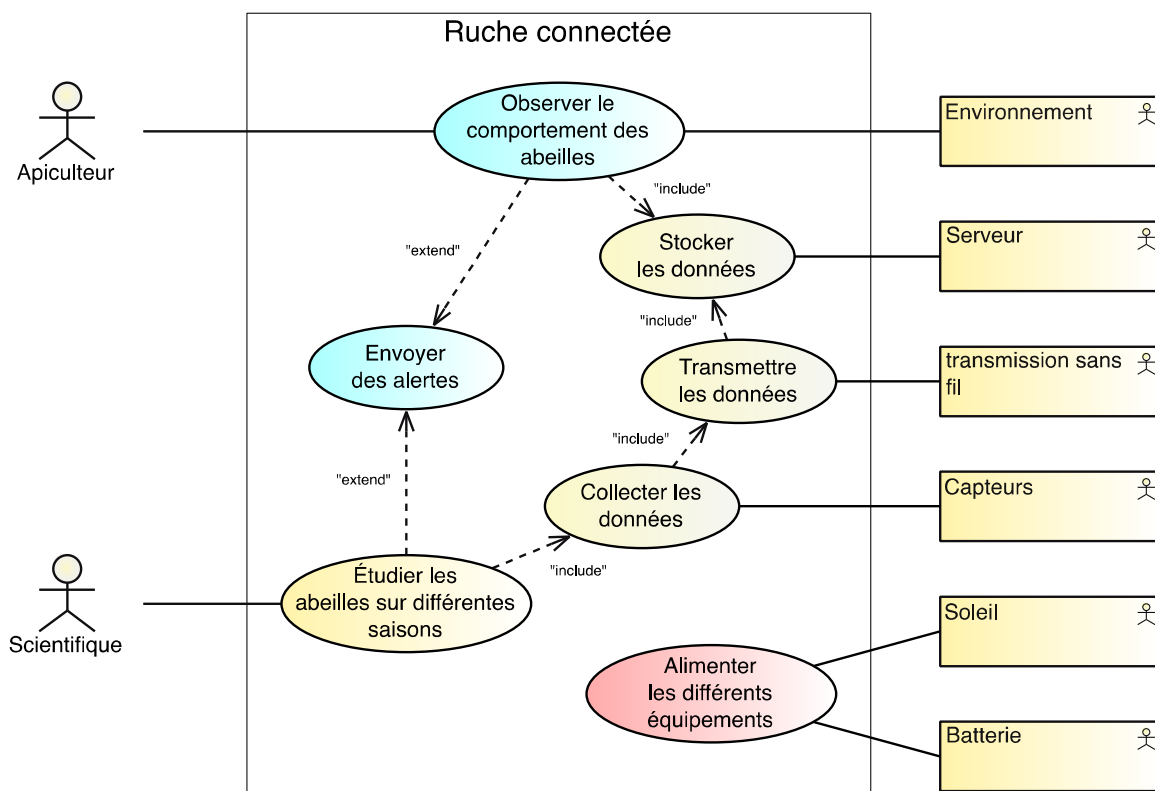 Ruche connectée
Observer le
comportement des
abeilles
Environnement
Apiculteur
"include"
Stocker
les données
Serveur
"extend"
"include"
Envoyer
des alertes
Transmettre
les données
transmission sans
fil
"include"
"extend"
Collecter les
données
Capteurs
"include"
Étudier les
abeilles sur différentes
saisons
Scientifique
Soleil
Alimenter
les différents
équipements
Batterie